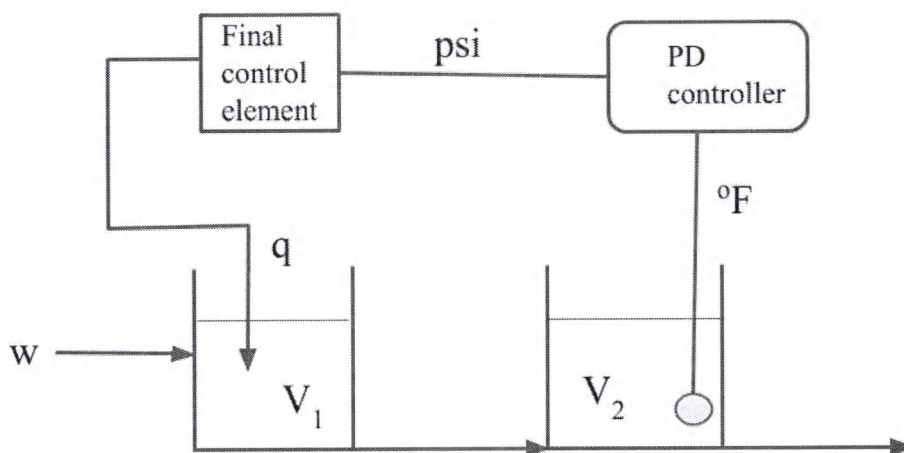 Final
control
element
psi
PD
controller
°F
q
w
V₁
V₂